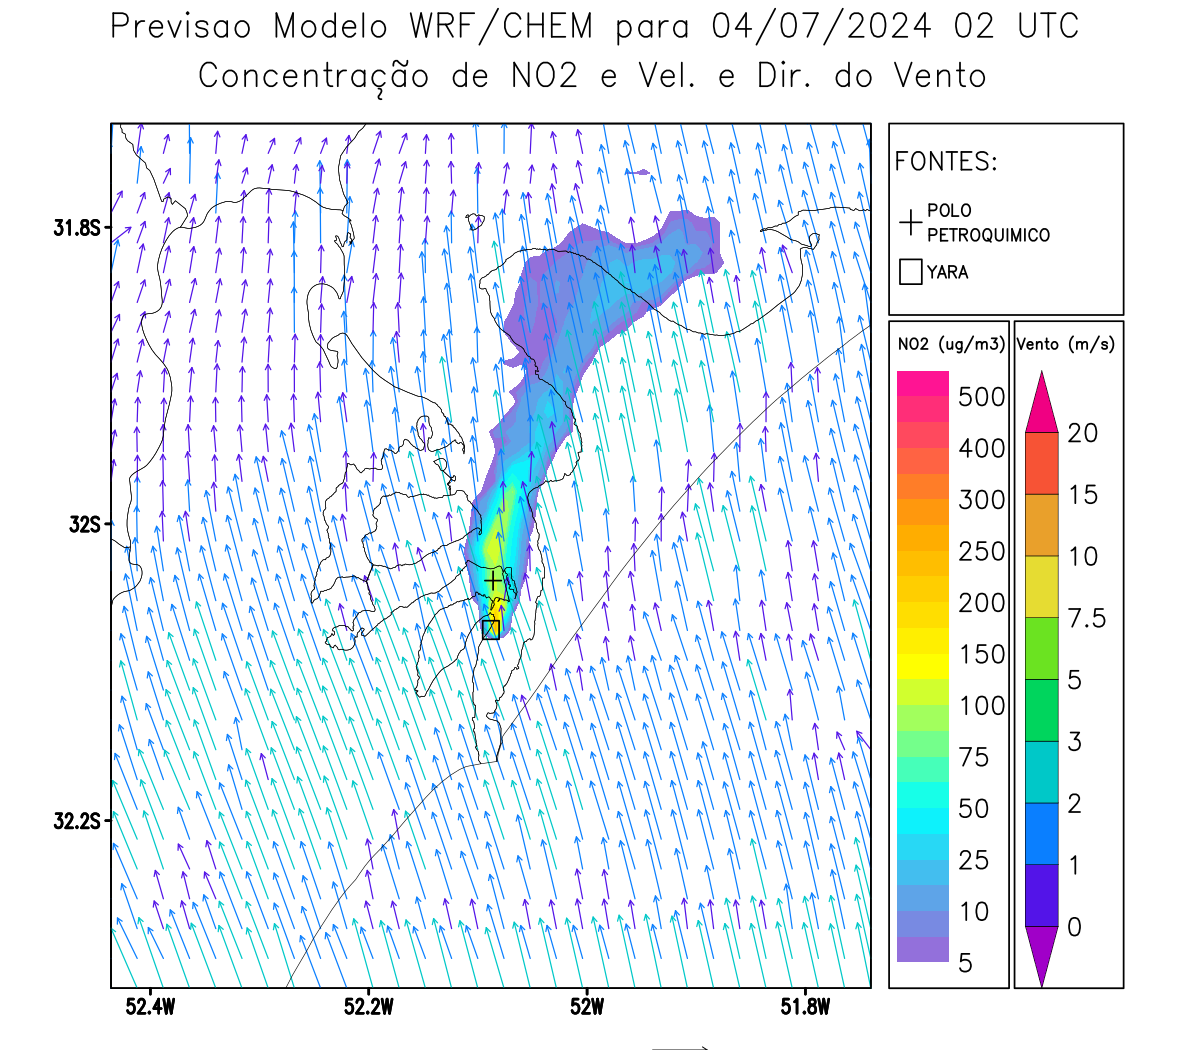 Previsao Modelo WRF/CHEM para 04/07/2024 02 UTC
Concentração de NO2 e Vel. e Dir. do Vento
FONTES:
POLO
PETROQUIMICO
YARA
NO2 (ug/m3)
500
400
300
250
200
150
100
75
50
25
10
5
Vento (m/s)
20
15
10
7.5
5
3
2
1
0
31.8S
32S
32.2S
52.4W
52.2W
52W
51.8W